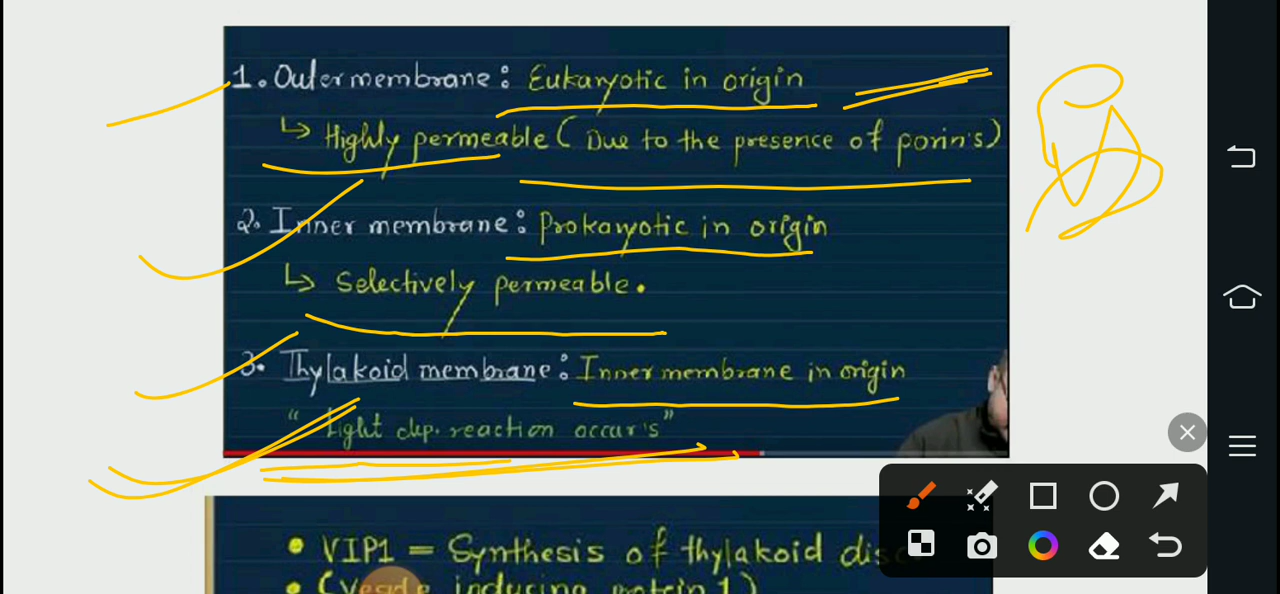 1. Outer membrane : Eukaryotic in origin
↳ Highly permeable ( Due to the presence of porin's)
2. Inner membrane : Prokaryotic in origin
↳ Selectively permeable.
3. Thylakoid membrane : Inner membrane in origin
"Light dep. reaction occur's"
• VIP1 = Synthesis of thylakoid
• ( inducing protein 1)